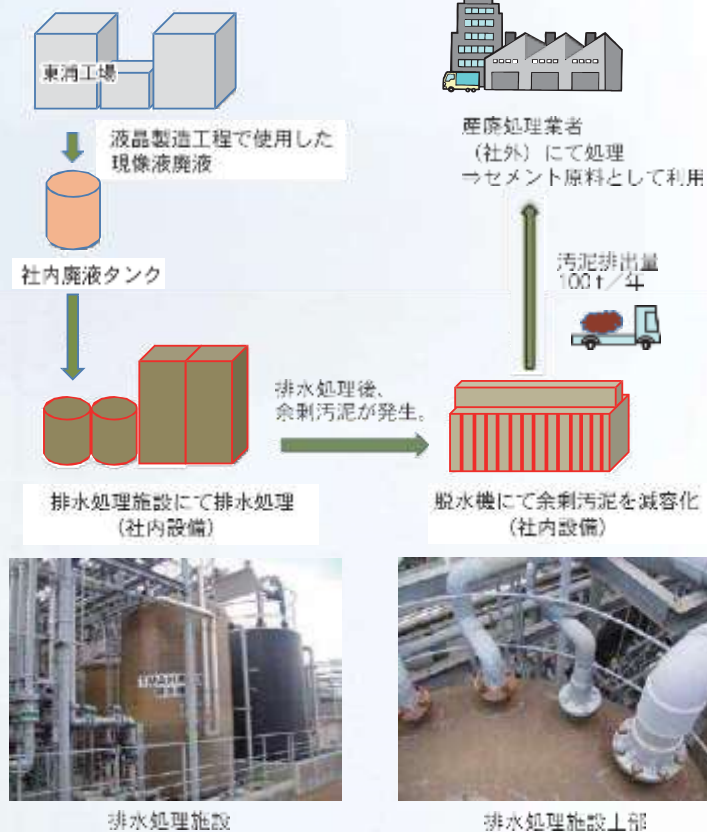 東浦工場
液晶製造工程で使用した
現像液廃液
社内廃液タンク
産廃処理業者
（社外）にて処理
⇒セメント原料として利用
汚泥排出量
100ｔ／年
排水処理後、
余剰汚泥が発生。
排水処理施設にて排水処理
（社内設備）
脱水機にて余剰汚泥を減容化
（社内設備）
排水処理施設
排水処理施設上部